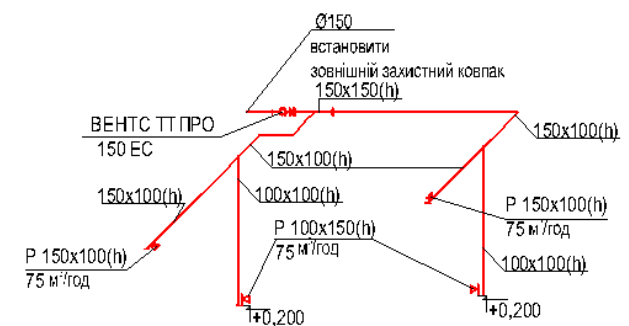 Ø150
встановити
зовнішній захистний ковпак
150x150(h)
ВЕНТС ТТ ПРО
150 ЕС
150x100(h)
150x100(h)
150x100(h)
100x100(h)
P 150x100(h)
75 м³/год
P 100x150(h)
75 м³/год
P 150x100(h)
75 м³/год
100x100(h)
+0,200
+0,200